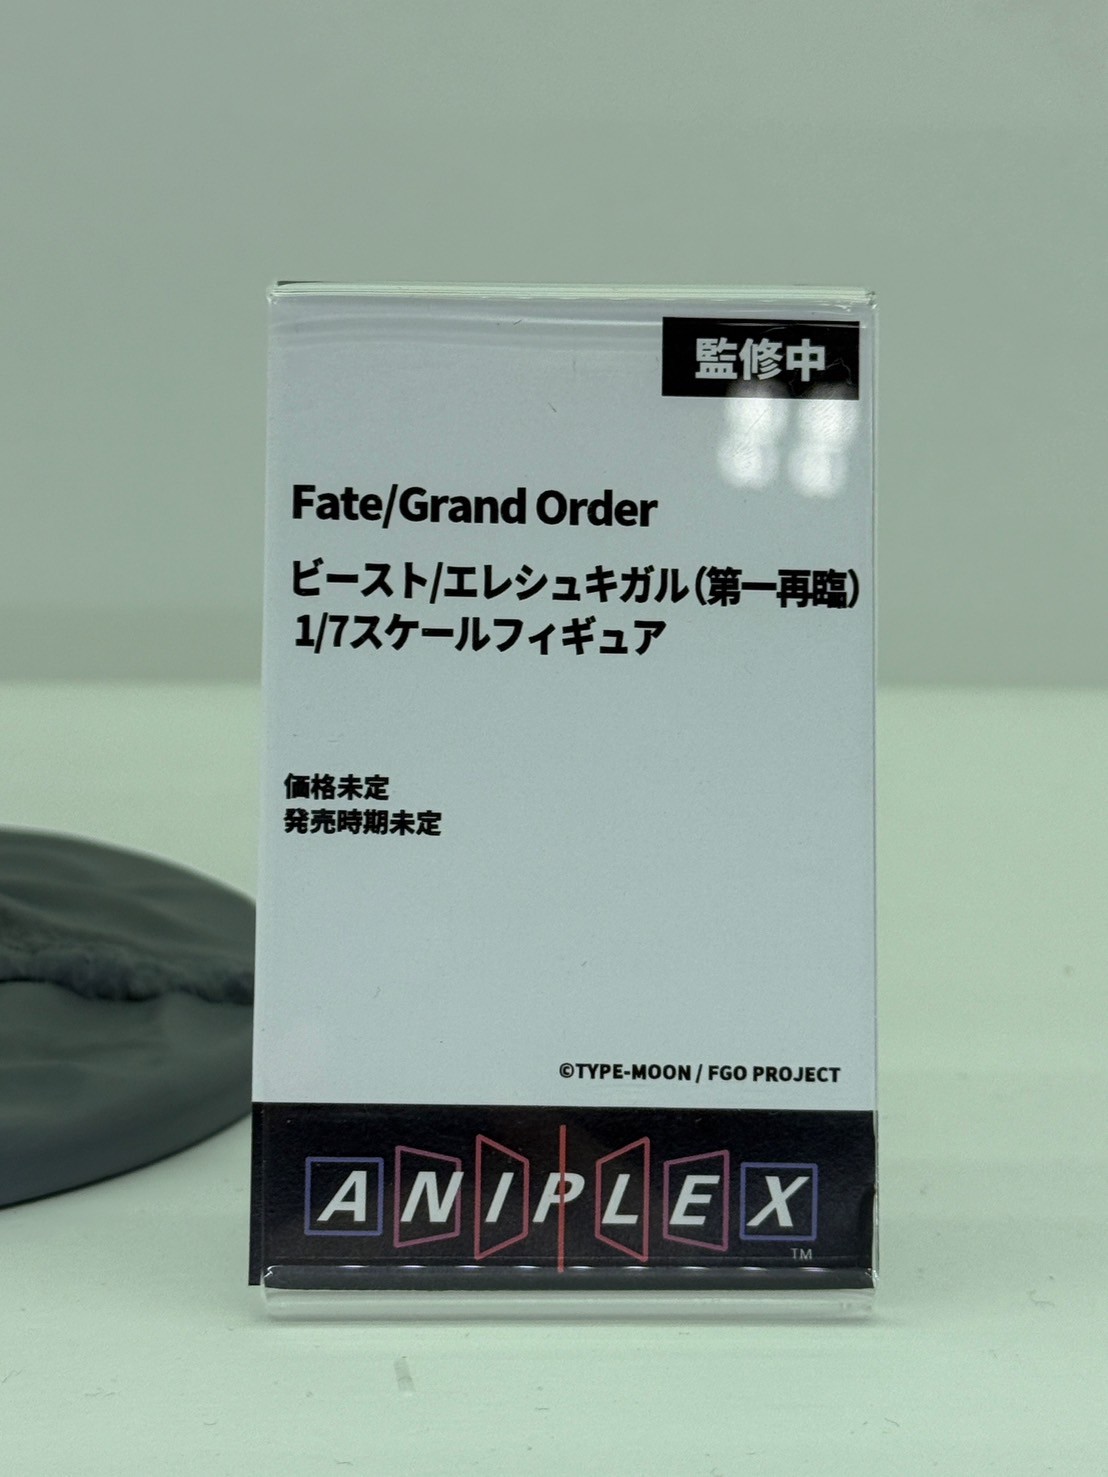 監修中
Fate/Grand Order
ビースト/エレシュキガル(第一再臨)
1/7スケールフィギュア
価格未定
発売時期未定
©TYPE-MOON / FGO PROJECT
ANIPLEX
TM